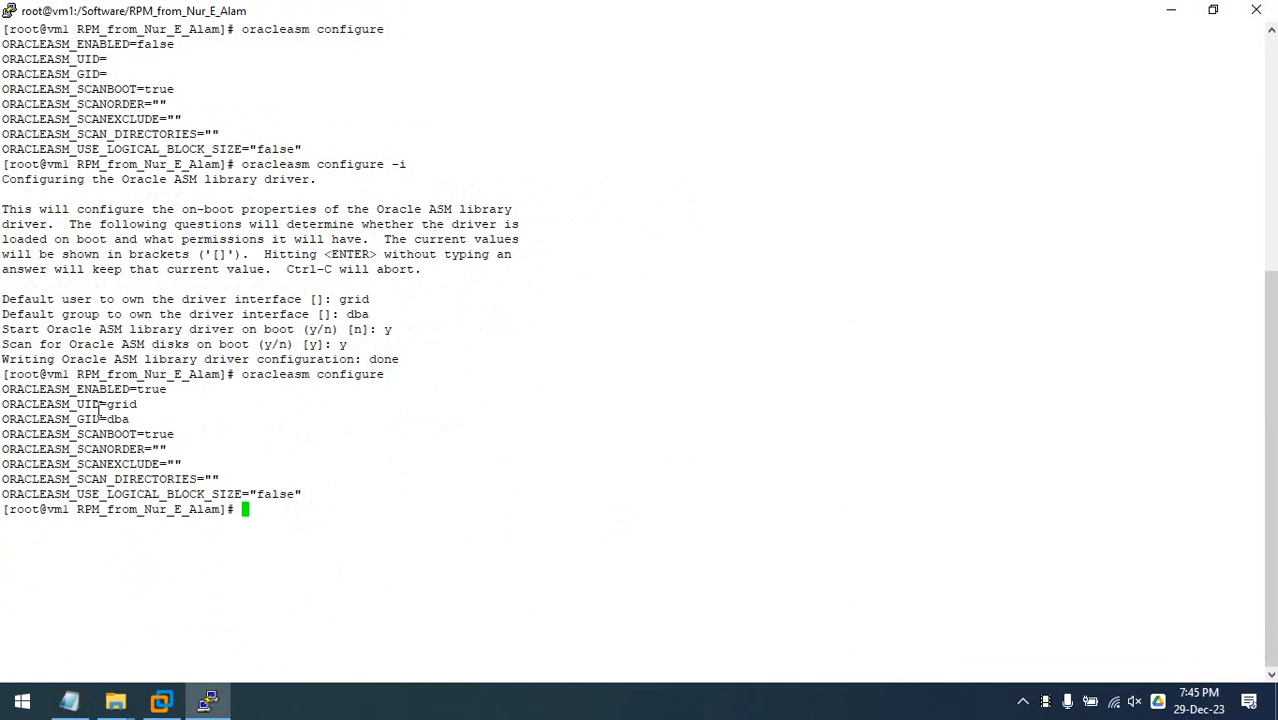 root@vm1:/Software/RPM_from_Nur_E_Alam
[root@vm1 RPM_from_Nur_E_Alam]# oracleasm configure
ORACLEASM_ENABLED=false
ORACLEASM_UID=
ORACLEASM_GID=
ORACLEASM_SCANBOOT=true
ORACLEASM_SCANORDER=""
ORACLEASM_SCANEXCLUDE=""
ORACLEASM_SCAN_DIRECTORIES=""
ORACLEASM_USE_LOGICAL_BLOCK_SIZE="false"
[root@vm1 RPM_from_Nur_E_Alam]# oracleasm configure -i
Configuring the Oracle ASM library driver.
This will configure the on-boot properties of the Oracle ASM library
driver.  The following questions will determine whether the driver is
loaded on boot and what permissions it will have.  The current values
will be shown in brackets ('[]').  Hitting <ENTER> without typing an
answer will keep that current value.  Ctrl-C will abort.
Default user to own the driver interface []: grid
Default group to own the driver interface []: dba
Start Oracle ASM library driver on boot (y/n) [n]: y
Scan for Oracle ASM disks on boot (y/n) [y]: y
Writing Oracle ASM library driver configuration: done
[root@vm1 RPM_from_Nur_E_Alam]# oracleasm configure
ORACLEASM_ENABLED=true
ORACLEASM_UID=grid
ORACLEASM_GID=dba
ORACLEASM_SCANBOOT=true
ORACLEASM_SCANORDER=""
ORACLEASM_SCANEXCLUDE=""
ORACLEASM_SCAN_DIRECTORIES=""
ORACLEASM_USE_LOGICAL_BLOCK_SIZE="false"
[root@vm1 RPM_from_Nur_E_Alam]#
7:45 PM
29-Dec-23